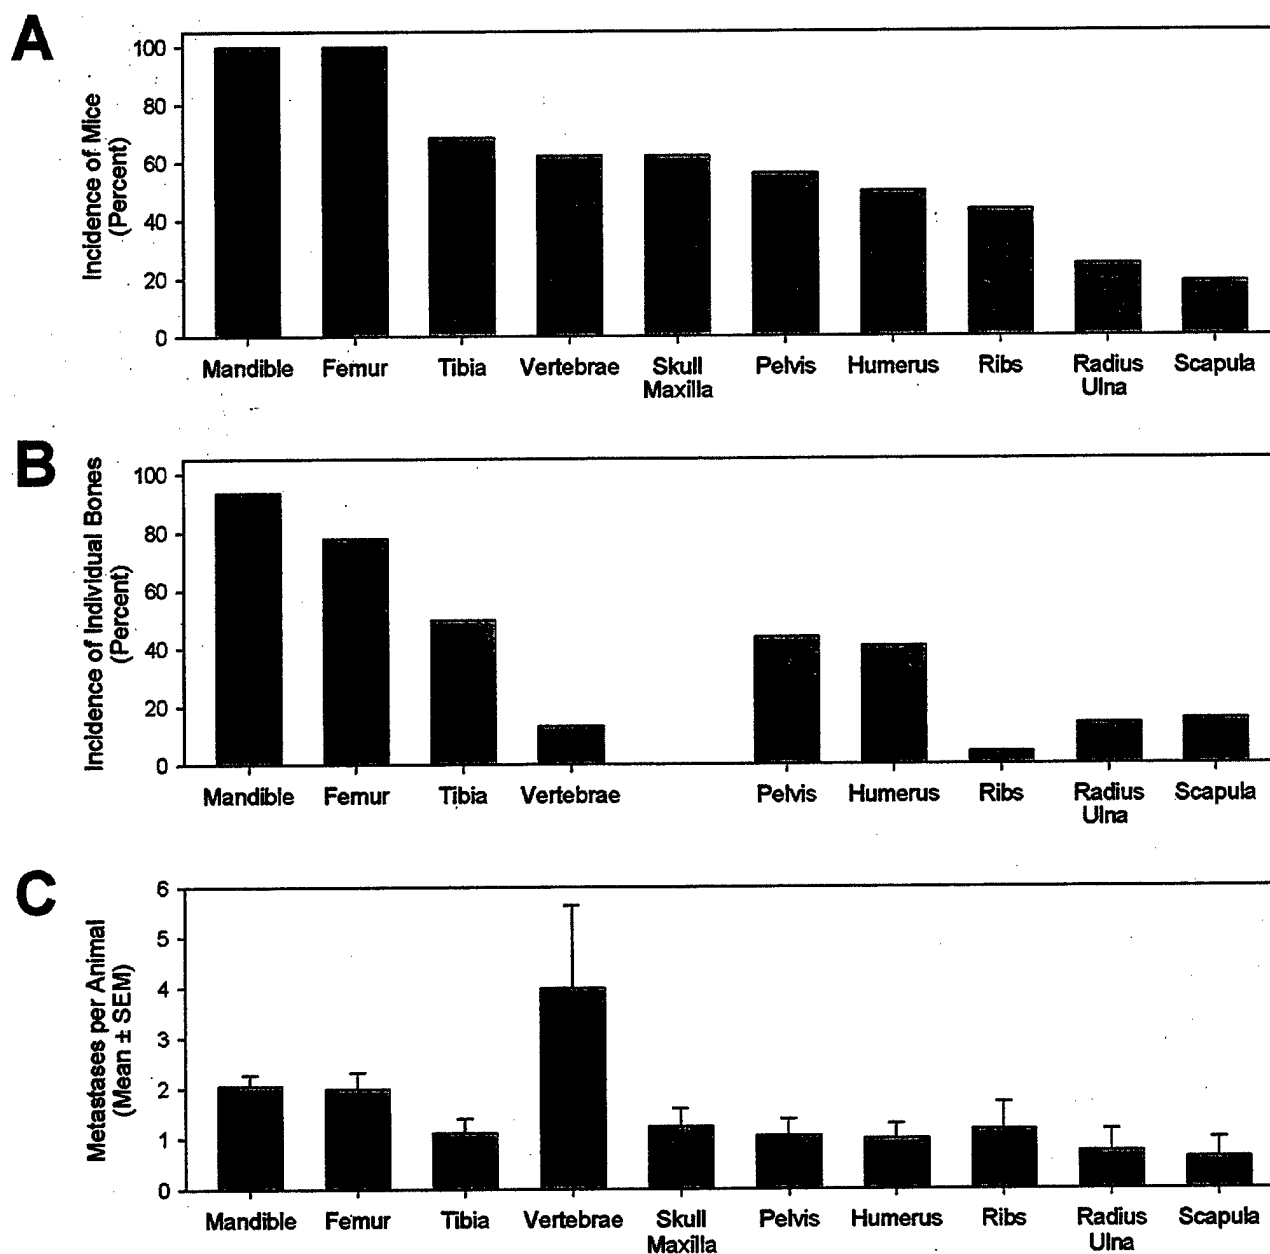 A
Incidence of Mice
(Percent)
100
80
60
40
20
0
Mandible Femur Tibia Vertebrae Skull Maxilla Pelvis Humerus Ribs Radius Ulna Scapula
B
Incidence of Individual Bones
(Percent)
100
80
60
40
20
0
Mandible Femur Tibia Vertebrae Pelvis Humerus Ribs Radius Ulna Scapula
C
Metastases per Animal
(Mean ± SEM)
6
5
4
3
2
1
0
Mandible Femur Tibia Vertebrae Skull Maxilla Pelvis Humerus Ribs Radius Ulna Scapula